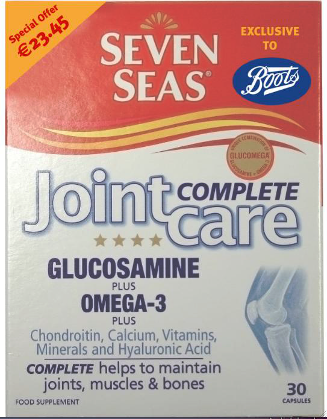 Special Offer
€23.45
SEVEN
SEAS®
EXCLUSIVE
TO
Boots
GLUCOMEGA
Joint COMPLETE
care
GLUCOSAMINE
PLUS
OMEGA-3
PLUS
Chondroitin, Calcium, Vitamins,
Minerals and Hyaluronic Acid
COMPLETE helps to maintain
joints, muscles & bones
FOOD SUPPLEMENT
30
CAPSULES